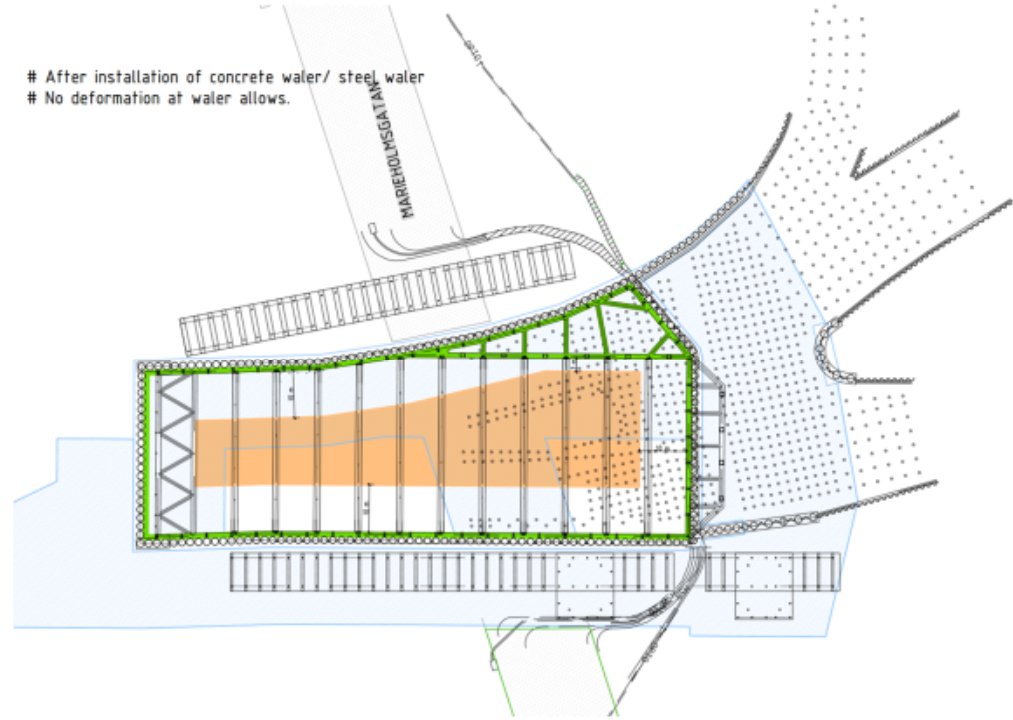 # After installation of concrete waler/ steel waler
# No deformation at waler allows.
MARIEHOLMSGATAN